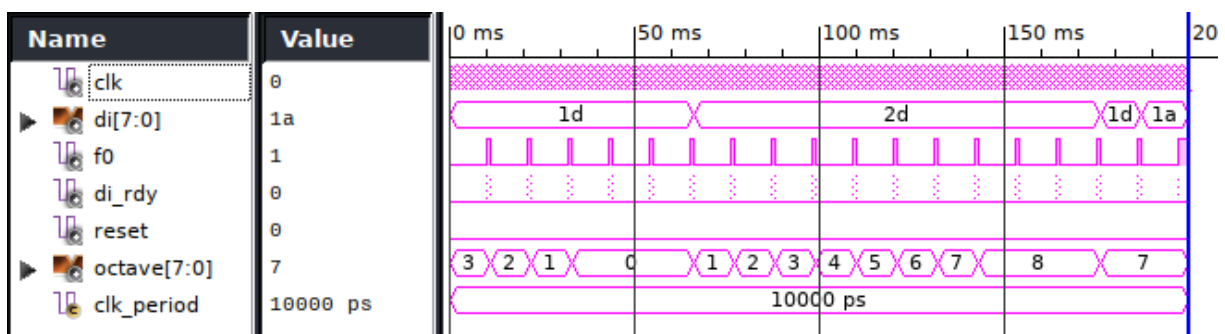 Name Value 0 ms 50 ms 100 ms 150 ms 20
clk 0
di[7:0] 1a 1d 2d 1d 1a
f0 1
di_rdy 0
reset 0
octave[7:0] 7 3 2 1 0 1 2 3 4 5 6 7 8 7
clk_period 10000 ps 10000 ps